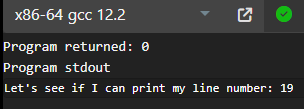 x86-64 gcc 12.2
Program returned: 0
Program stdout
Let's see if I can print my line number: 19